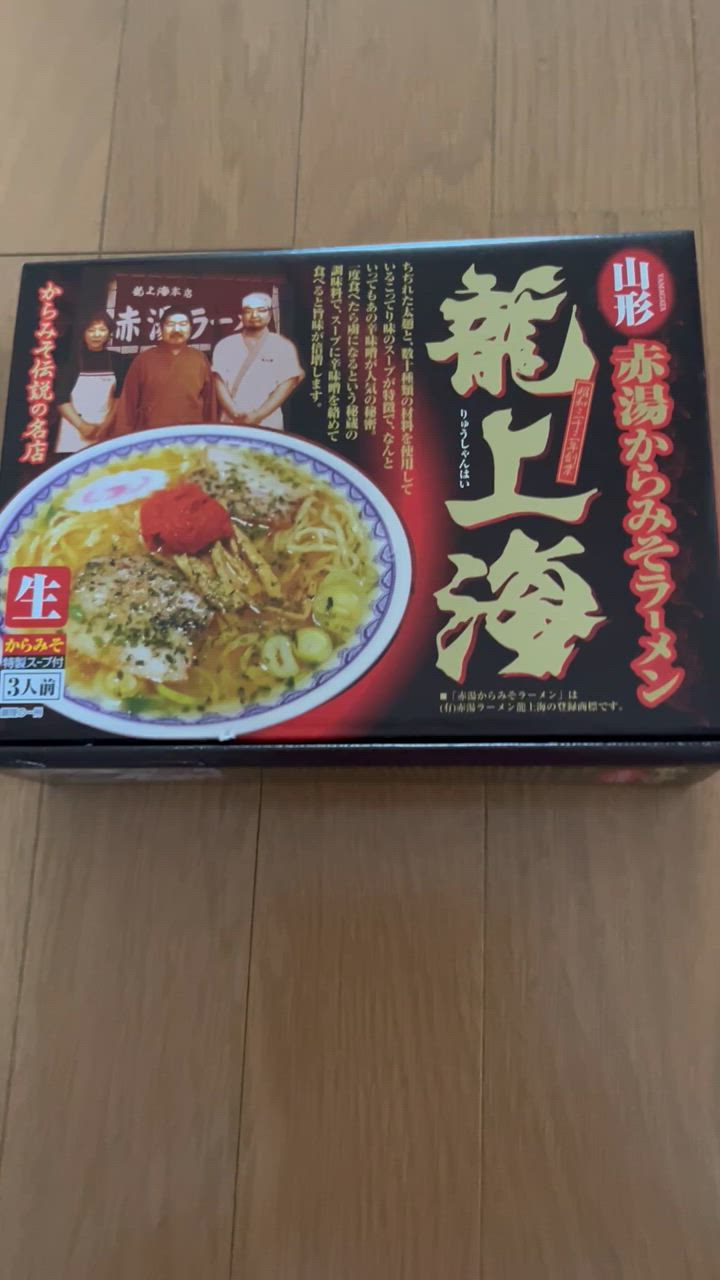 山形
YAMAGATA
赤湯からみそラーメン
龍上海
りゅうしゃんはい
ちぢれた太麺と、数十種類の材料を使用して
いるこってり味のスープが特徴で、なんと
いってもあの辛味噌が人気の秘密。
一度食べたら虜になるという秘蔵の
調味料で、スープに辛味噌を絡めて
食べると旨味が倍増します。
龍上海本店
赤湯ラーメ
からみそ伝説の名店
生
からみそ
特製スープ付
3人前
調理の一例
■「赤湯からみそラーメン」は
(有)赤湯ラーメン龍上海の登録商標です。